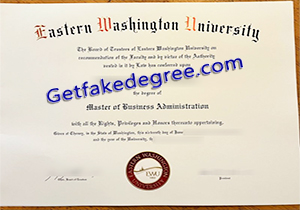 Eastern Washington University
The Board of Trustees of Eastern Washington University on
recommendation of the Faculty and by virtue of the Authority
vested in it by Law has conferred upon
Getfakedegree.com
the degree of
Master of Business Administration
with all the Rights, Privileges and Honors thereunto appertaining.
Given at Cheney, in the State of Washington, this sixteenth day of June
and the year of the University,
EASTERN WASHINGTON
EWU
UNIVERSITY